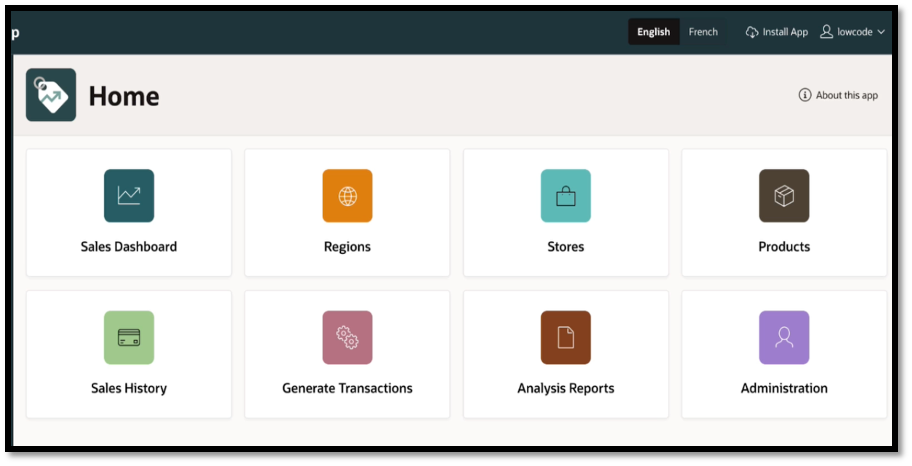 p
English French Install App lowcode
Home
About this app
Sales Dashboard Regions Stores Products
Sales History Generate Transactions Analysis Reports Administration